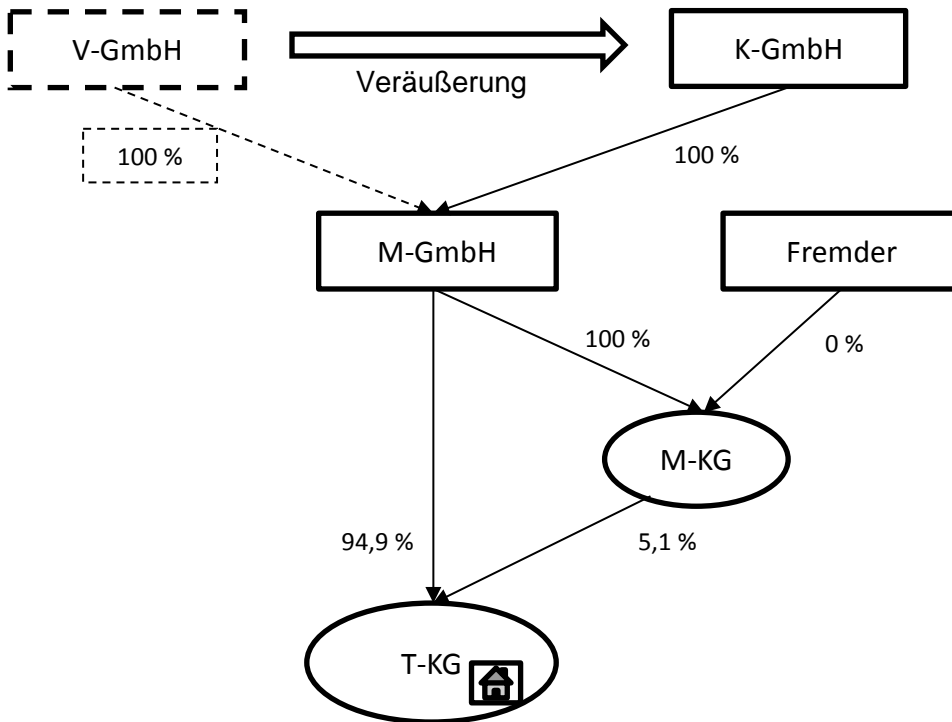 V-GmbH
K-GmbH
Veräußerung
100 %
100 %
M-GmbH
Fremder
100 %
0 %
M-KG
94,9 %
5,1 %
T-KG